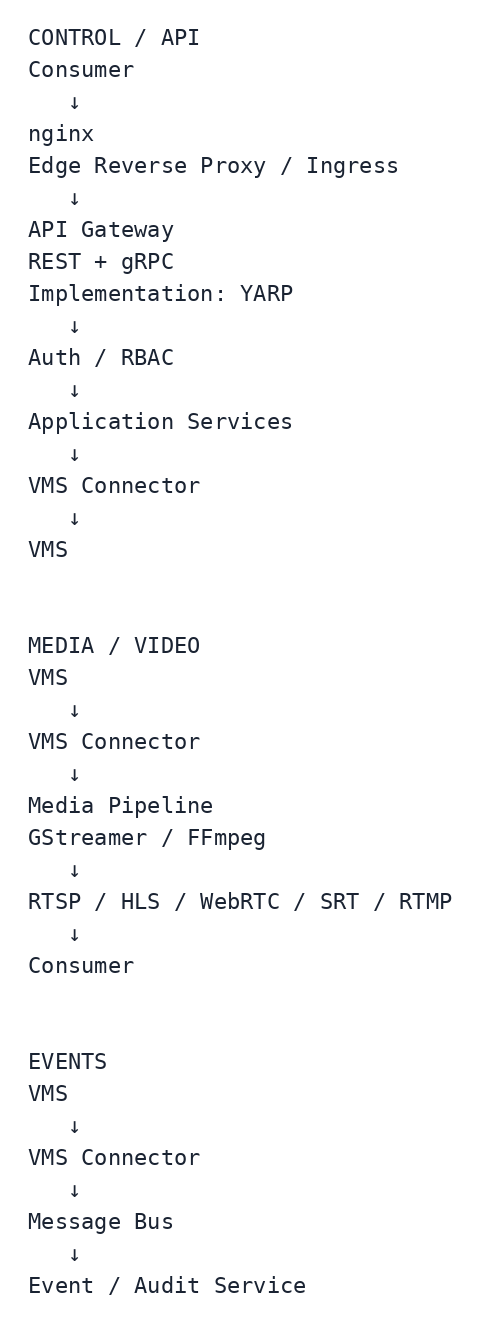 CONTROL / API
Consumer
↓
nginx
Edge Reverse Proxy / Ingress
↓
API Gateway
REST + gRPC
Implementation: YARP
↓
Auth / RBAC
↓
Application Services
↓
VMS Connector
↓
VMS
MEDIA / VIDEO
VMS
↓
VMS Connector
↓
Media Pipeline
GStreamer / FFmpeg
↓
RTSP / HLS / WebRTC / SRT / RTMP
↓
Consumer
EVENTS
VMS
↓
VMS Connector
↓
Message Bus
↓
Event / Audit Service